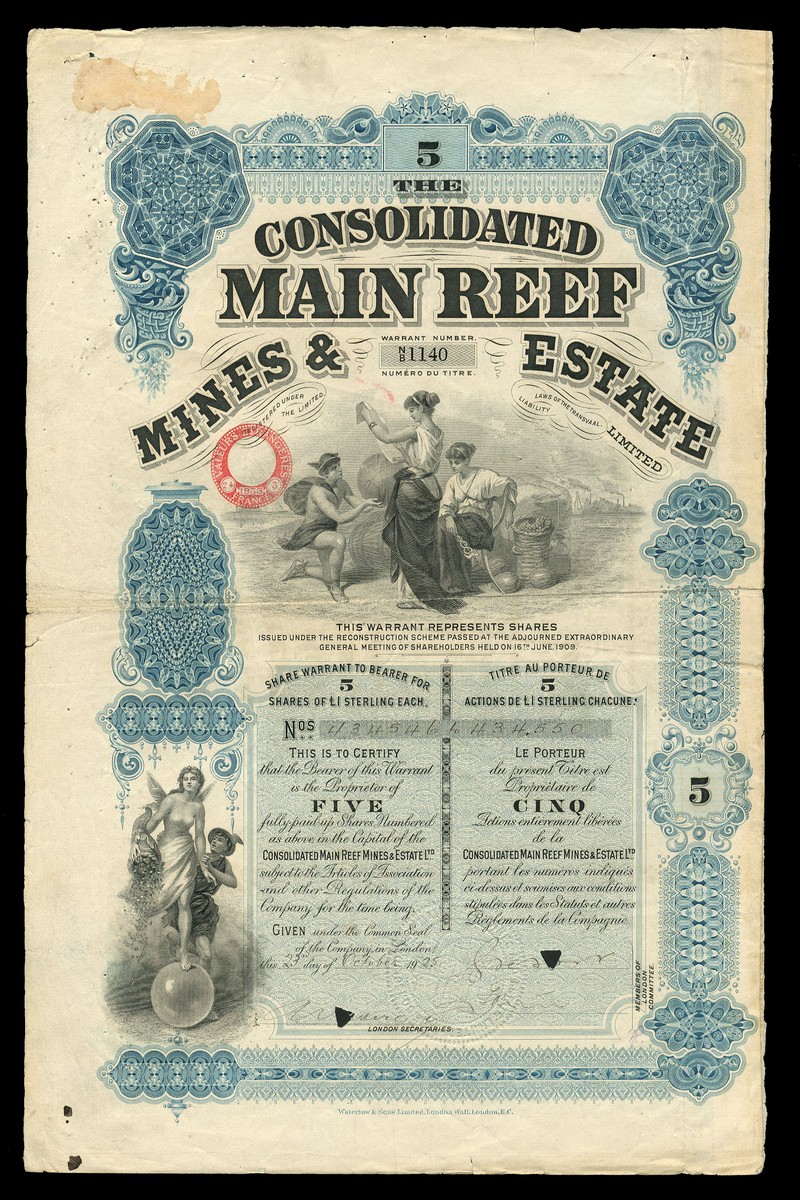 5
THE
CONSOLIDATED
MAIN REEF
MINES & ESTATE
LIMITED
WARRANT NUMBER.
NB 1140
NUMÉRO DU TITRE.
UNDER THE LIMITED
LIABILITY LAWS OF THE TRANSVAAL
VALEURS ETRANGERES
FRANCE
THIS WARRANT REPRESENTS SHARES
ISSUED UNDER THE RECONSTRUCTION SCHEME PASSED AT THE ADJOURNED EXTRAORDINARY
GENERAL MEETING OF SHAREHOLDERS HELD ON 16TH JUNE, 1909.
SHARE WARRANT TO BEARER FOR
5
SHARES OF £1 STERLING EACH.
TITRE AU PORTEUR DE
5
ACTIONS DE £1 STERLING CHACUNE.
Nos 434546 to 434,550
THIS IS TO CERTIFY
that the Bearer of this Warrant
is the Proprietor of
FIVE
fully paid up Shares, Numbered
as above in the Capital of the
CONSOLIDATED MAIN REEF MINES & ESTATE LTD
subject to the Articles of Association
and other Regulations of the
Company for the time being.
GIVEN under the Common Seal
of the Company, in London,
this 23rd day of October 1925
LE PORTEUR
du présent Titre est
Propriétaire de
CINQ
Actions entièrement libérées
de la
CONSOLIDATED MAIN REEF MINES & ESTATE LTD
portant les numéros indiqués
ci-dessus et soumises aux conditions
stipulées dans les Statuts et autres
Règlements de la Compagnie.
5
MEMBERS OF
LONDON
COMMITTEE.
LONDON SECRETARIES.
Waterlow & Sons Limited, London Wall, London, E.C.